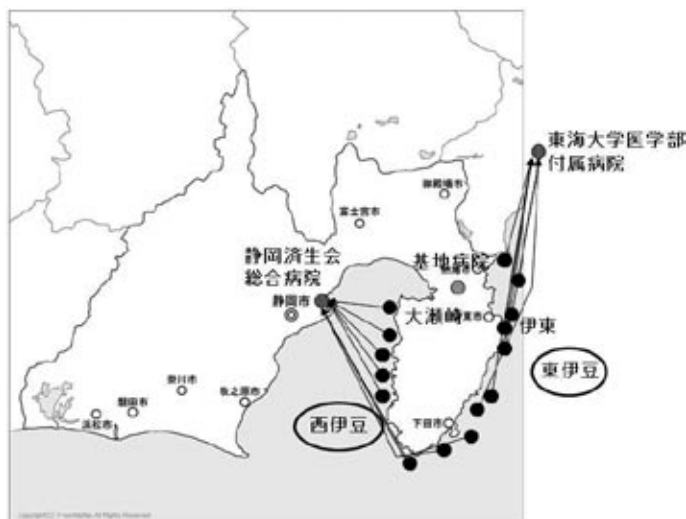 東海大学医学部
付属病院
御殿場市
富士宮市
静岡済生会
総合病院
基地病院
静岡市
大瀬崎
伊東
東伊豆
掛川市
牧之原市
磐田市
浜松市
西伊豆
下田市